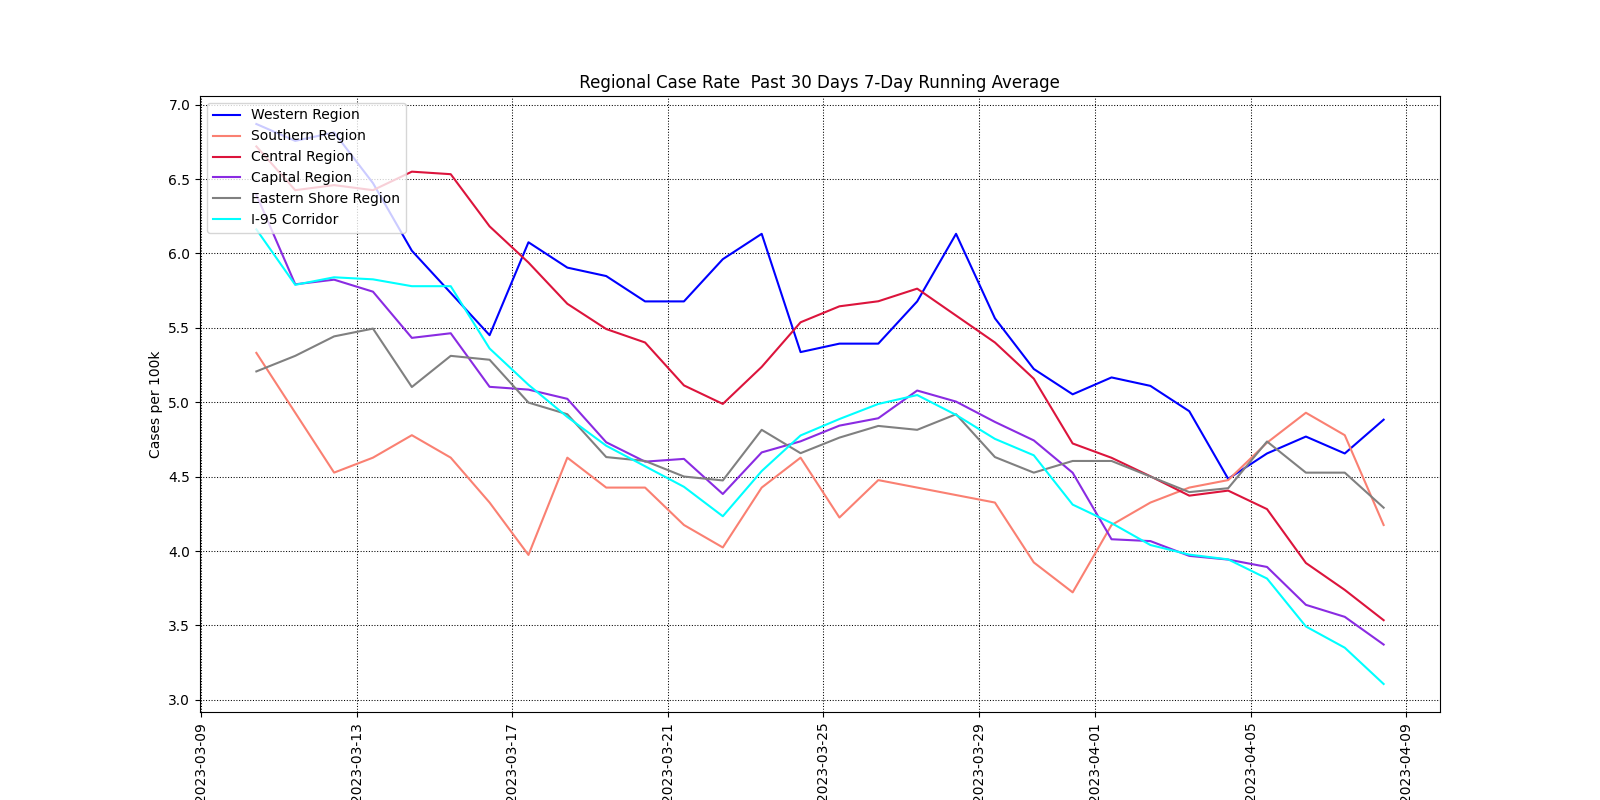 Regional Case Rate  Past 30 Days 7-Day Running Average
Western Region
Southern Region
Central Region
Capital Region
Eastern Shore Region
I-95 Corridor
Cases per 100k
7.0
6.5
6.0
5.5
5.0
4.5
4.0
3.5
3.0
2023-03-09
2023-03-13
2023-03-17
2023-03-21
2023-03-25
2023-03-29
2023-04-01
2023-04-05
2023-04-09